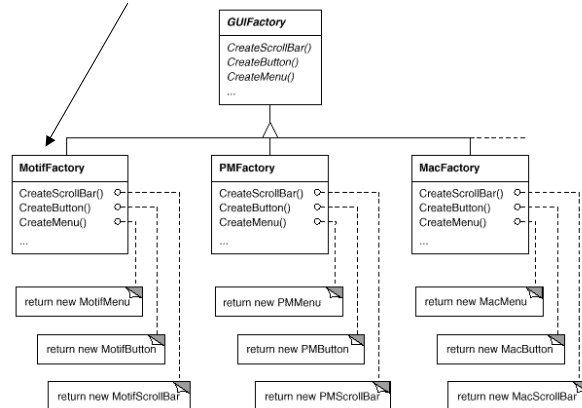 GUIFactory
CreateScrollBar()
CreateButton()
CreateMenu()
...
MotifFactory
CreateScrollBar()
CreateButton()
CreateMenu()
...
PMFactory
CreateScrollBar()
CreateButton()
CreateMenu()
...
MacFactory
CreateScrollBar()
CreateButton()
CreateMenu()
...
return new MotifMenu
return new PMMenu
return new MacMenu
return new MotifButton
return new PMButton
return new MacButton
return new MotifScrollBar
return new PMScrollBar
return new MacScrollBar